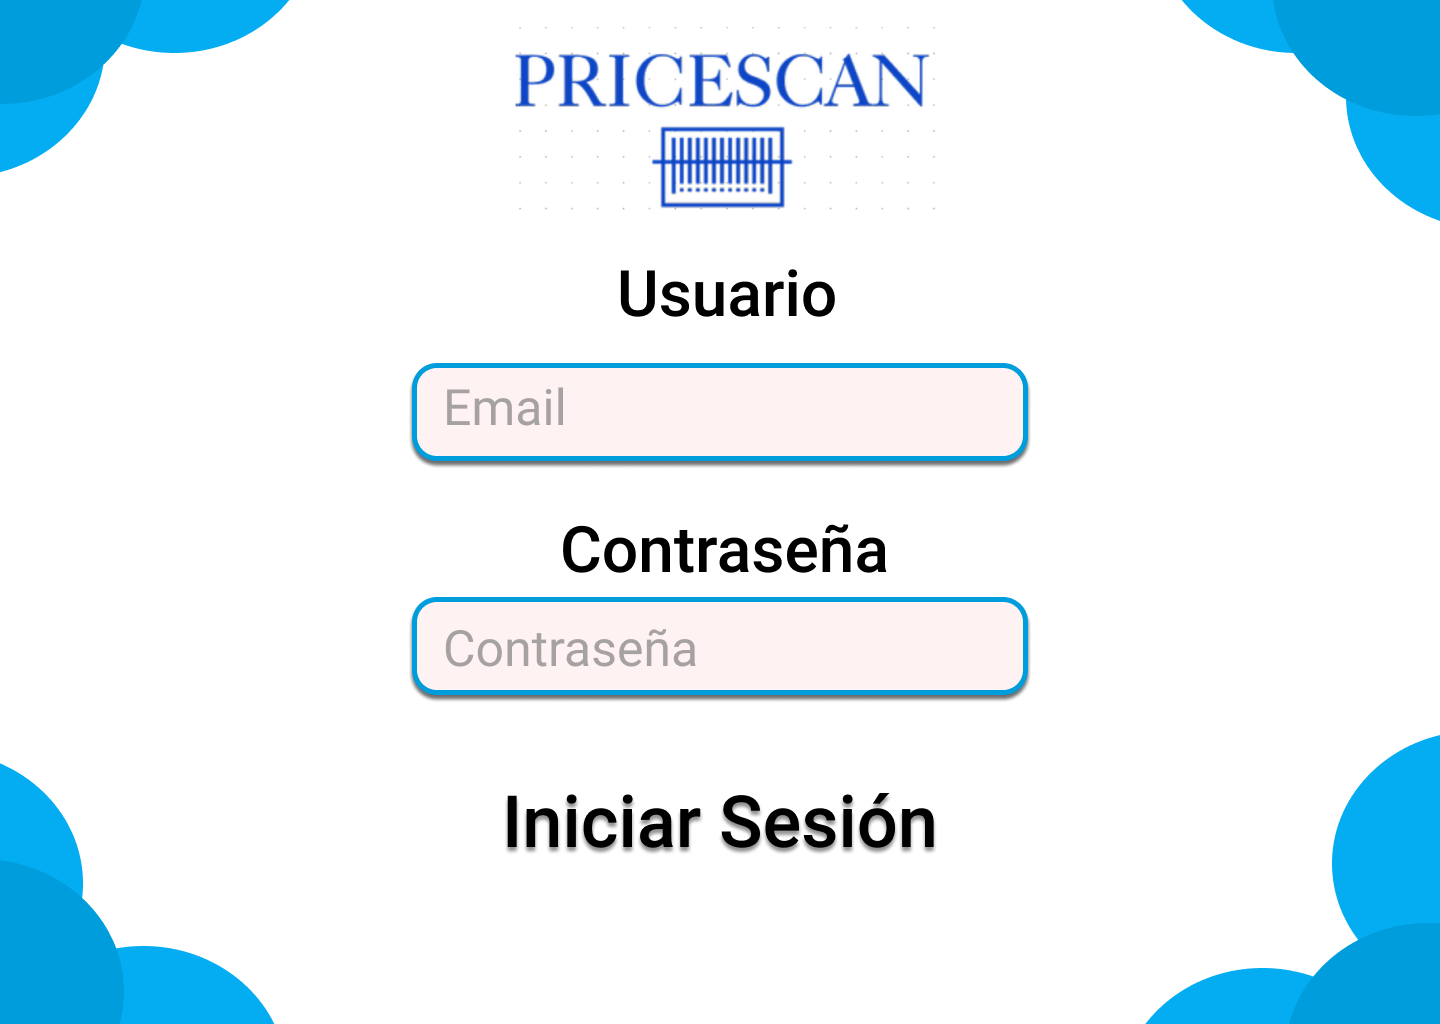 PRICESCAN
Usuario
Email
Contraseña
Contraseña
Iniciar Sesión